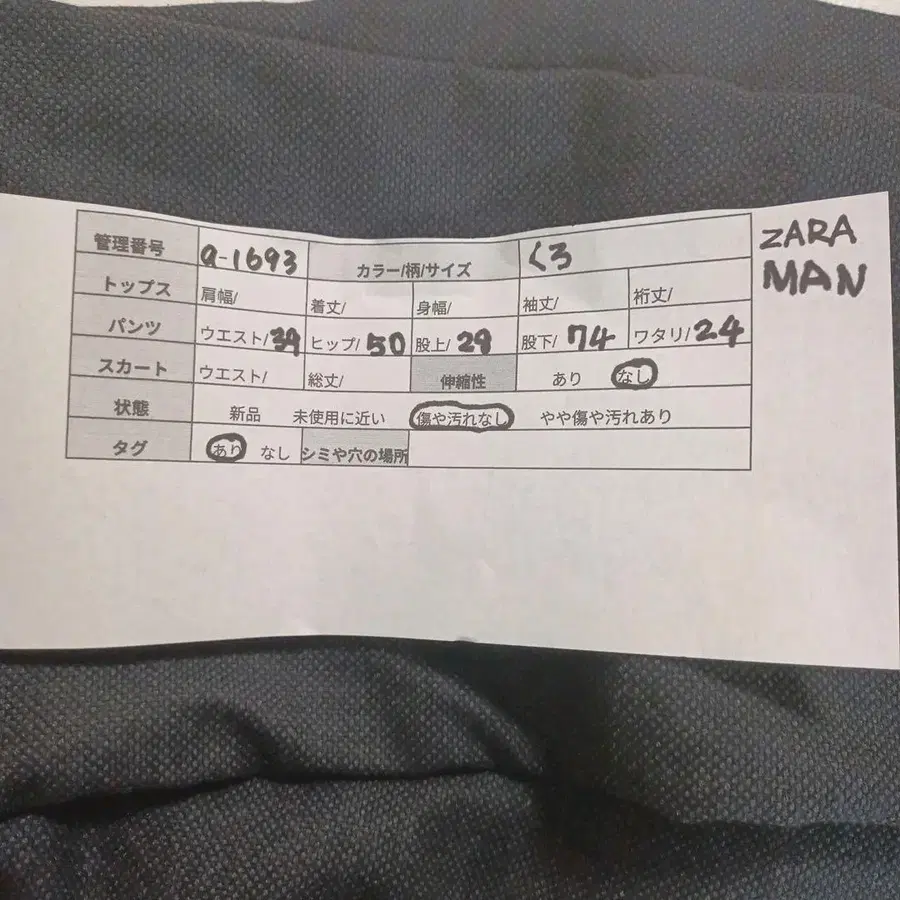 管理番号 a-1693 カラー/柄/サイズ くろ
トップス 肩幅/ 着丈/ 身幅/ 袖丈/ 裄丈/
パンツ ウエスト/39 ヒップ/50 股上/29 股下/74 ワタリ/24
スカート ウエスト/ 総丈/ 伸縮性 あり なし
状態 新品 未使用に近い 傷や汚れなし やや傷や汚れあり
タグ あり なし シミや穴の場所
ZARA
MAN